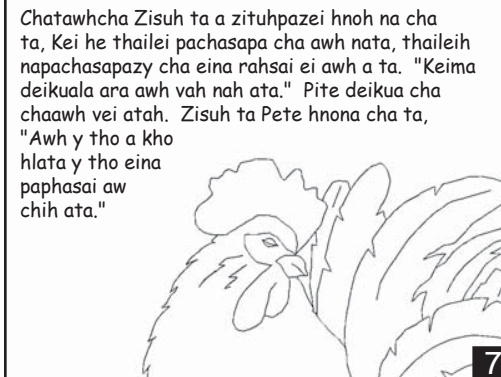 Chatawhcha Zisuh ta a zituhpazei hnoh na cha
ta, Kei he thailei pachasapa cha awh nata, thaileih
napachasapazy cha eina rahsai ei awh a ta. "Keima
deikuala ara awh vah nah ata." Pite deikua cha
chaawh vei atah. Zisuh ta Pete hnona cha ta,
"Awh y tho a kho
hlata y tho eina
paphasai aw
chih ata."
7